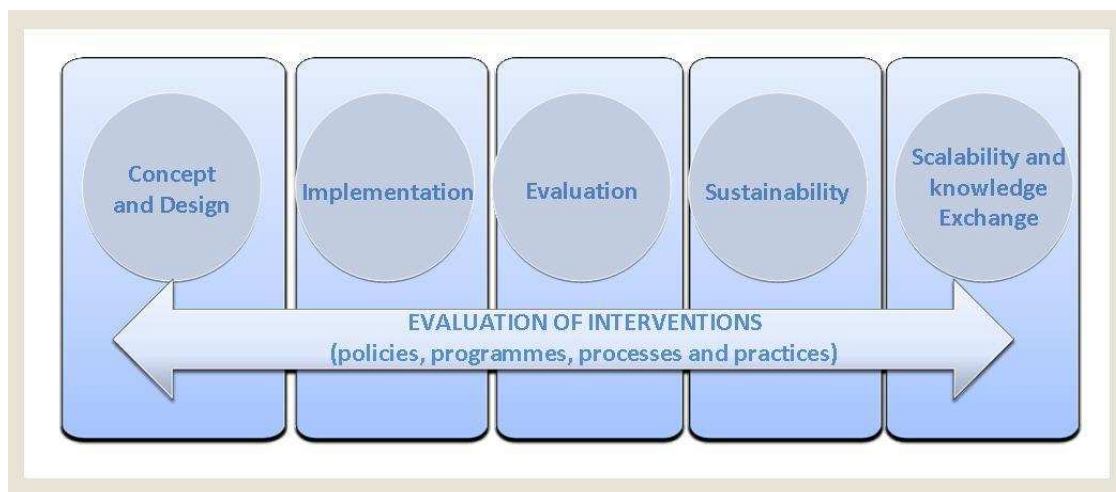 Concept
and Design
Implementation
Evaluation
Sustainability
Scalability and
knowledge
Exchange
EVALUATION OF INTERVENTIONS
(policies, programmes, processes and practices)